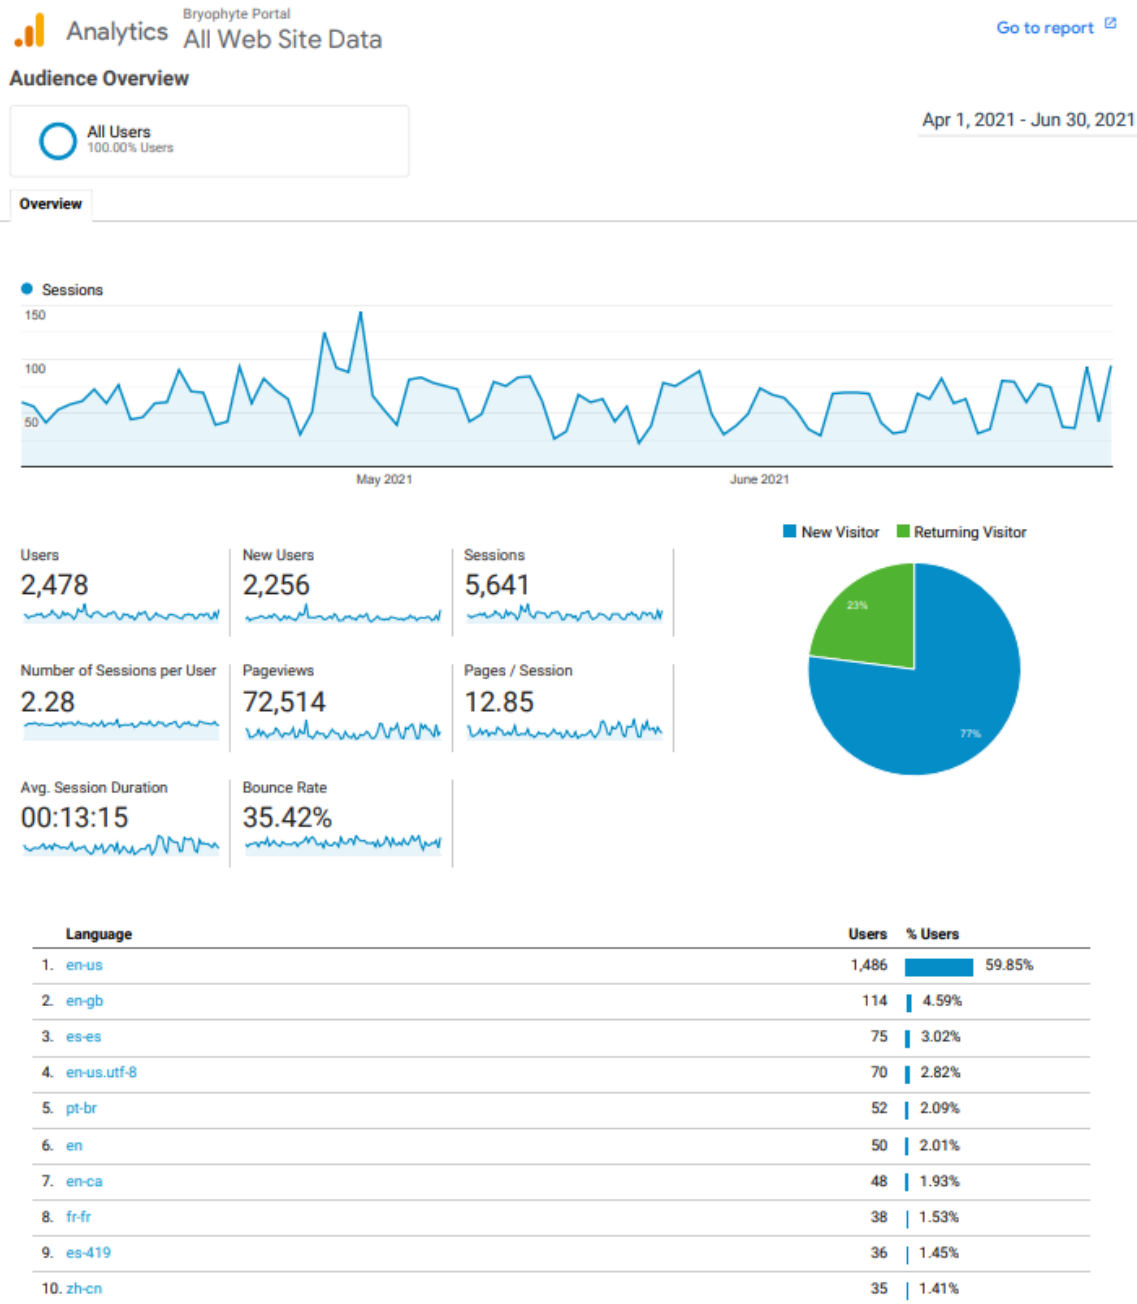 Analytics
Bryophyte Portal
All Web Site Data
Go to report
Audience Overview
All Users
100.00% Users
Apr 1, 2021 - Jun 30, 2021
Overview
Sessions
150
100
50
May 2021
June 2021
New Visitor
Returning Visitor
23%
77%
Users
2,478
New Users
2,256
Sessions
5,641
Number of Sessions per User
2.28
Pageviews
72,514
Pages / Session
12.85
Avg. Session Duration
00:13:15
Bounce Rate
35.42%
Language Users % Users
1. en-us 1,486 59.85%
2. en-gb 114 4.59%
3. es-es 75 3.02%
4. en-us.utf-8 70 2.82%
5. pt-br 52 2.09%
6. en 50 2.01%
7. en-ca 48 1.93%
8. fr-fr 38 1.53%
9. es-419 36 1.45%
10. zh-cn 35 1.41%